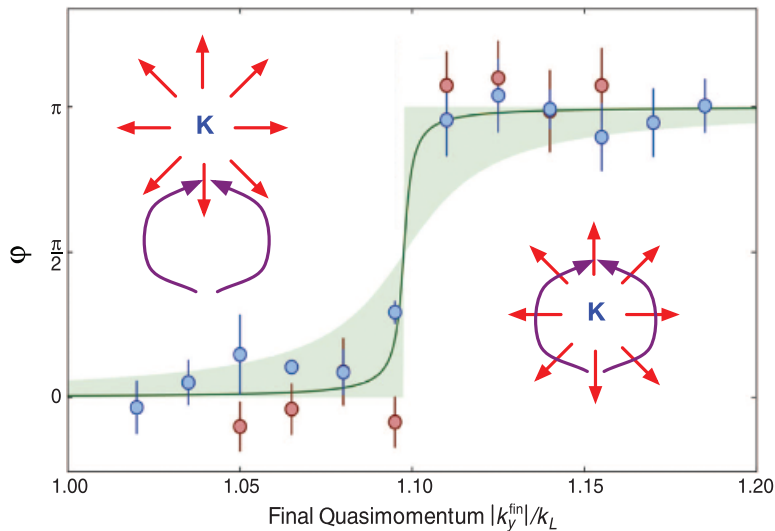 π
K
φ
π
2
K
0
1.00
1.05
1.10
1.15
1.20
Final Quasimomentum |k_y^fin|/k_L